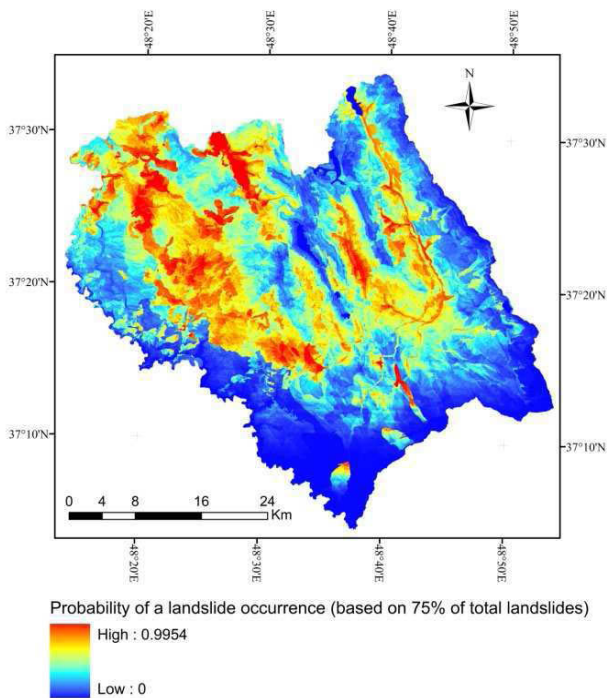 48°20'E 48°30'E 48°40'E 48°50'E
N
37°30'N 37°30'N
37°20'N 37°20'N
37°10'N 37°10'N
0 4 8 16 24
Km
48°20'E 48°30'E 48°40'E 48°50'E
Probability of a landslide occurrence (based on 75% of total landslides)
High : 0.9954
Low : 0